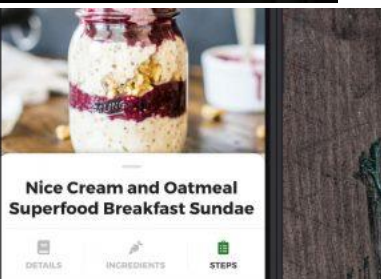 Nice Cream and Oatmeal
Superfood Breakfast Sundae
DETAILS
INGREDIENTS
STEPS